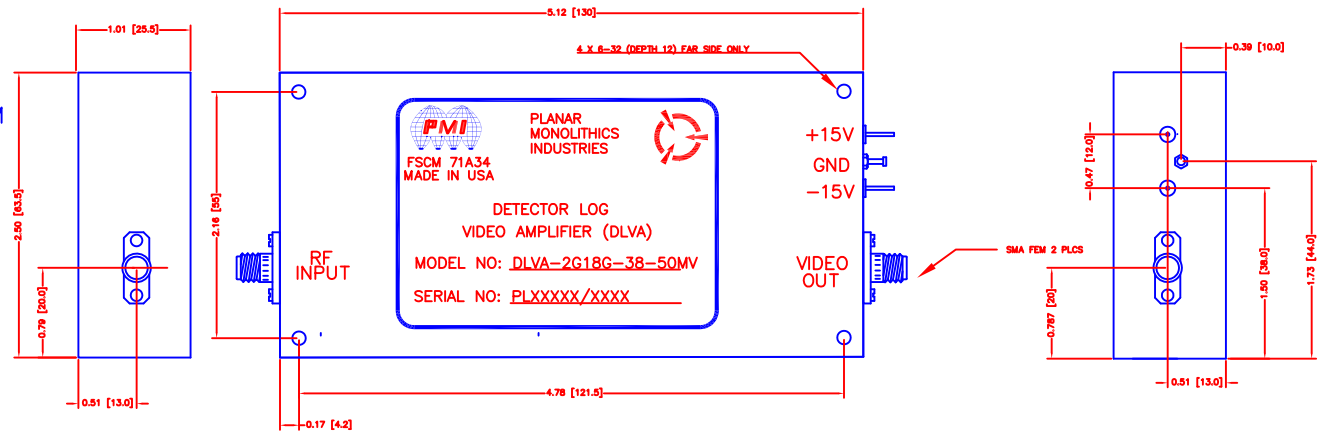 1.01 [25.5]
5.12 [130]
4 X 6-32 (DEPTH 12) FAR SIDE ONLY
0.39 [10.0]
2.50 [63.5]
0.79 [20.0]
0.51 [13.0]
2.16 [55]
PMI
FSCM 71A34
MADE IN USA
PLANAR
MONOLITHICS
INDUSTRIES
DETECTOR LOG
VIDEO AMPLIFIER (DLVA)
MODEL NO: DLVA-2G18G-38-50MV
SERIAL NO: PLXXXXX/XXXX
RF
INPUT
+15V
GND
-15V
VIDEO
OUT
SMA FEM 2 PLCS
4.78 [121.5]
0.17 [4.2]
0.47 [12.0]
0.787 [20]
1.50 [38.0]
1.73 [44.0]
0.51 [13.0]